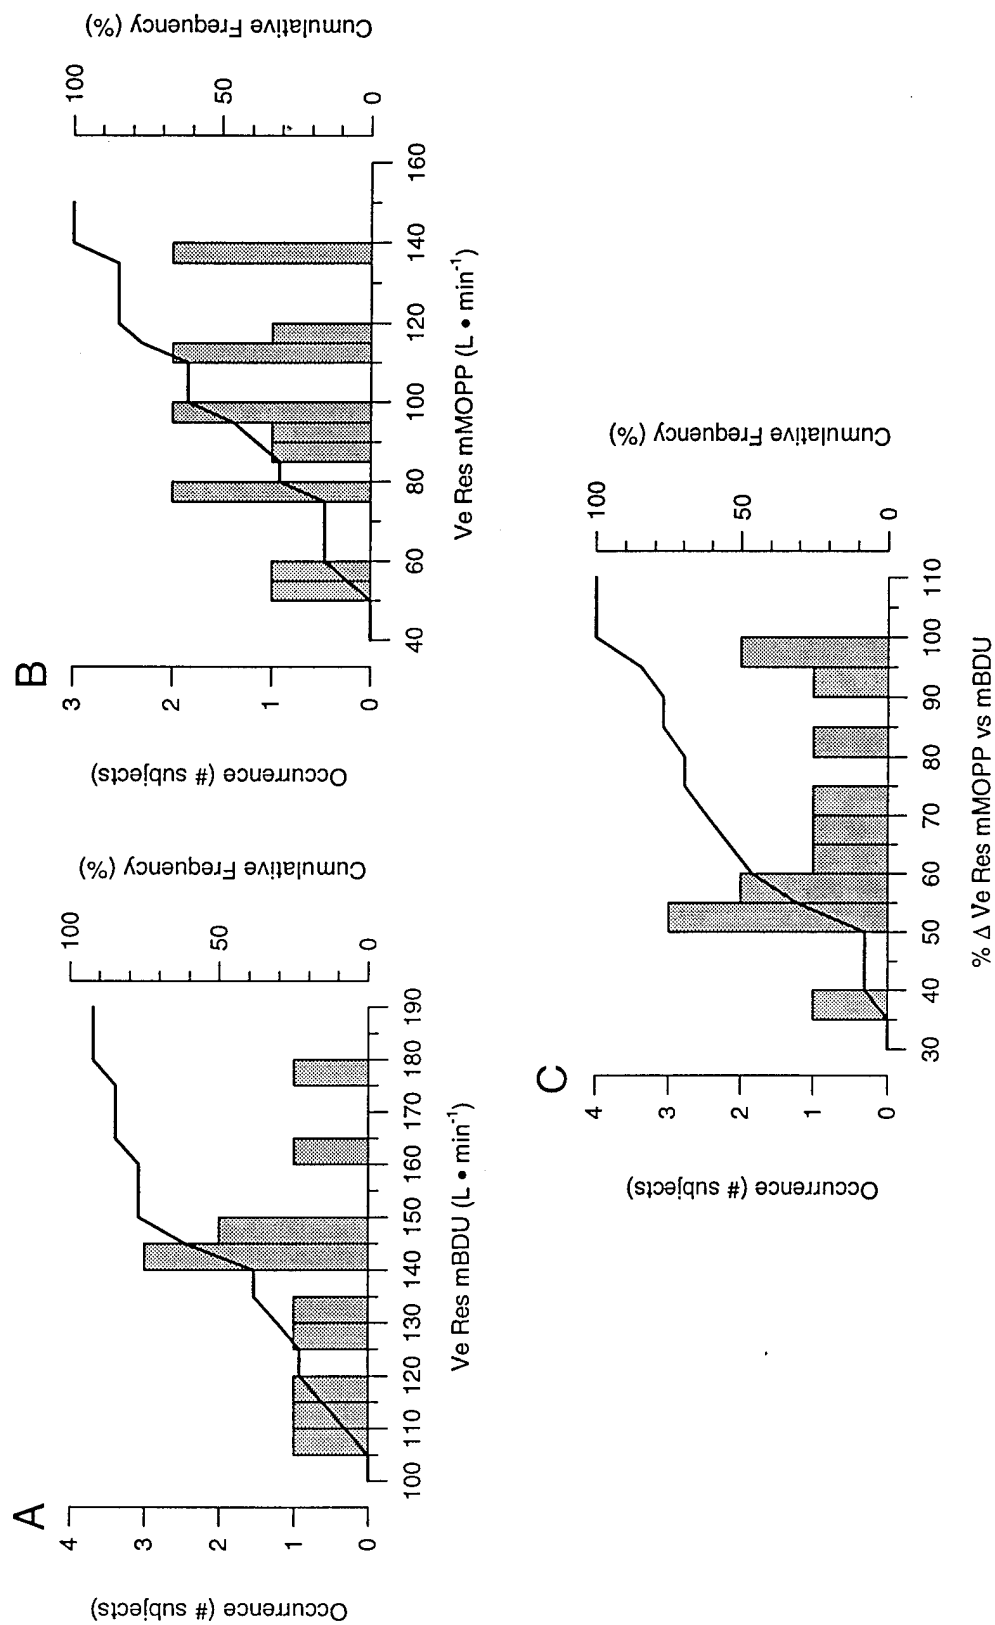 A
Occurrence (# subjects)
4
3
2
1
0
100 110 120 130 140 150 160 170 180 190
Ve Res mBDU (L • min⁻¹)
100
50
0
Cumulative Frequency (%)
B
Occurrence (# subjects)
3
2
1
0
40 60 80 100 120 140 160
Ve Res mMOPP (L • min⁻¹)
100
50
0
Cumulative Frequency (%)
C
Occurrence (# subjects)
4
3
2
1
0
30 40 50 60 70 80 90 100 110
% Δ Ve Res mMOPP vs mBDU
100
50
0
Cumulative Frequency (%)